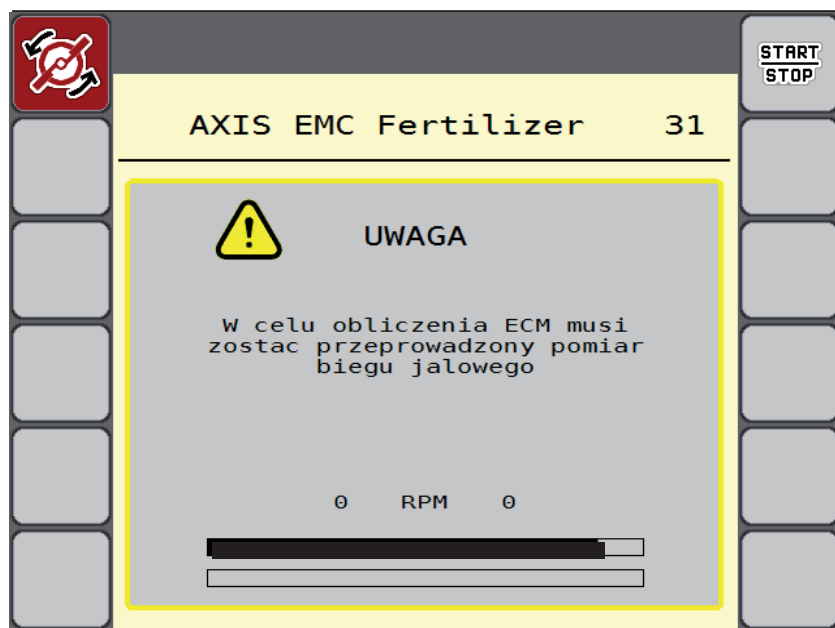 START
STOP
AXIS EMC Fertilizer 31
UWAGA
W celu obliczenia ECM musi
zostac przeprowadzony pomiar
biegu jalowego
0 RPM 0